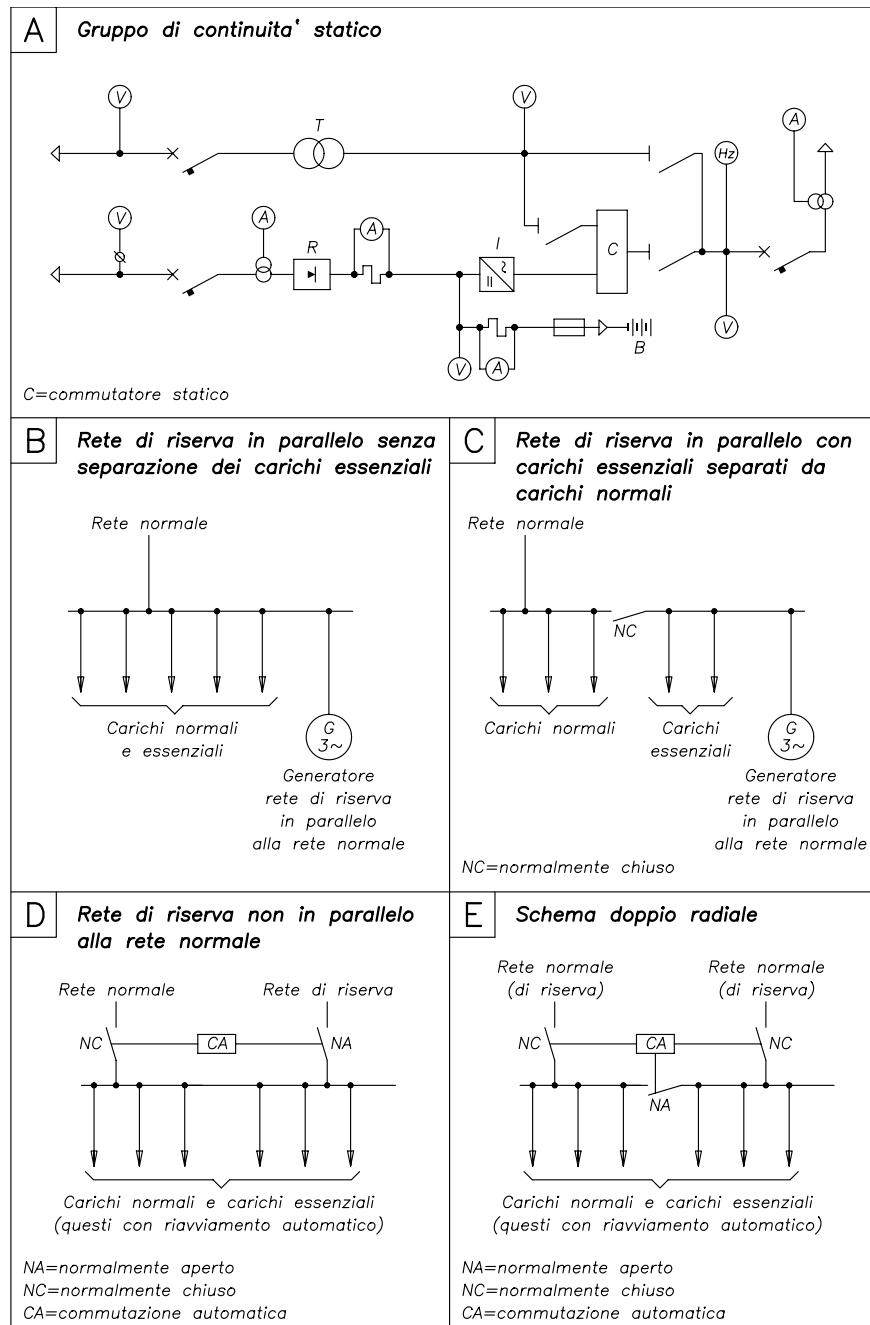 A
Gruppo di continuita' statico
V
V
A
T
Hz
V
A
A
R
I
C
V
A
B
V
C=commutatore statico
B
Rete di riserva in parallelo senza
separazione dei carichi essenziali
Rete normale
Carichi normali
e essenziali
G
3~
Generatore
rete di riserva
in parallelo
alla rete normale
C
Rete di riserva in parallelo con
carichi essenziali separati da
carichi normali
Rete normale
NC
Carichi normali
Carichi
essenziali
G
3~
Generatore
rete di riserva
in parallelo
alla rete normale
NC=normalmente chiuso
D
Rete di riserva non in parallelo
alla rete normale
Rete normale
Rete di riserva
NC
CA
NA
Carichi normali e carichi essenziali
(questi con riavviamento automatico)
NA=normalmente aperto
NC=normalmente chiuso
CA=commutazione automatica
E
Schema doppio radiale
Rete normale
(di riserva)
Rete normale
(di riserva)
NC
CA
NC
NA
Carichi normali e carichi essenziali
(questi con riavviamento automatico)
NA=normalmente aperto
NC=normalmente chiuso
CA=commutazione automatica